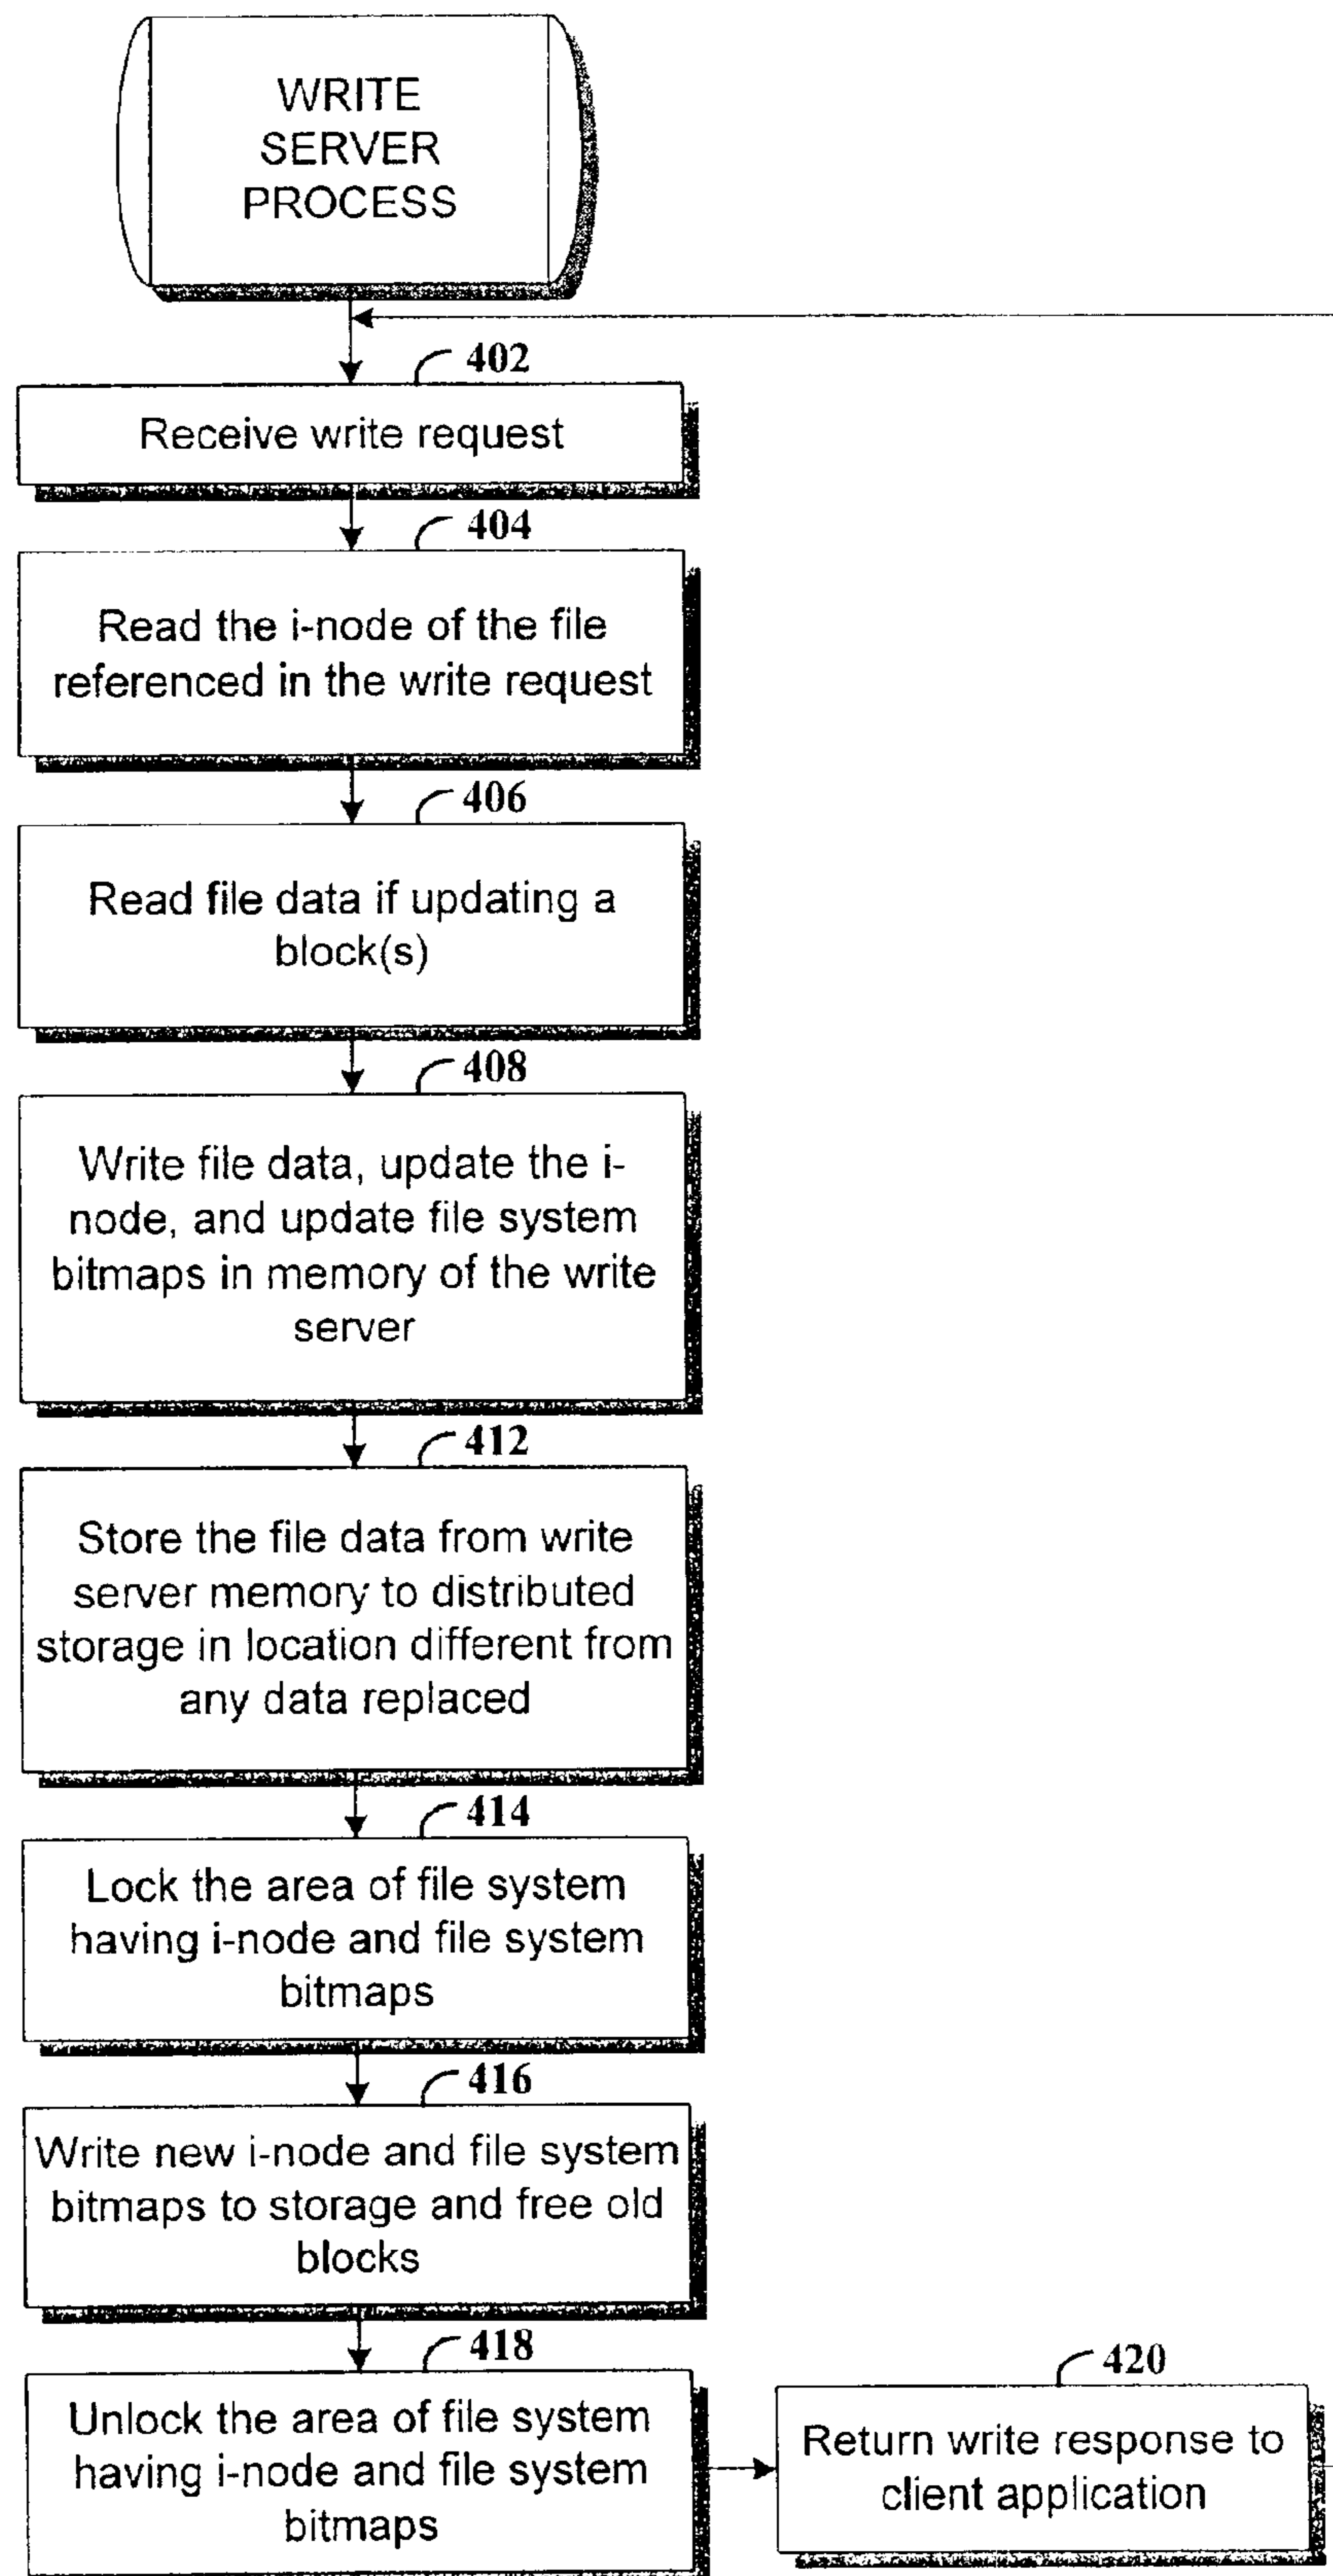 WRITE
SERVER
PROCESS
402
Receive write request
404
Read the i-node of the file
referenced in the write request
406
Read file data if updating a
block(s)
408
Write file data, update the i-
node, and update file system
bitmaps in memory of the write
server
412
Store the file data from write
server memory to distributed
storage in location different from
any data replaced
414
Lock the area of file system
having i-node and file system
bitmaps
416
Write new i-node and file system
bitmaps to storage and free old
blocks
418
Unlock the area of file system
having i-node and file system
bitmaps
420
Return write response to
client application